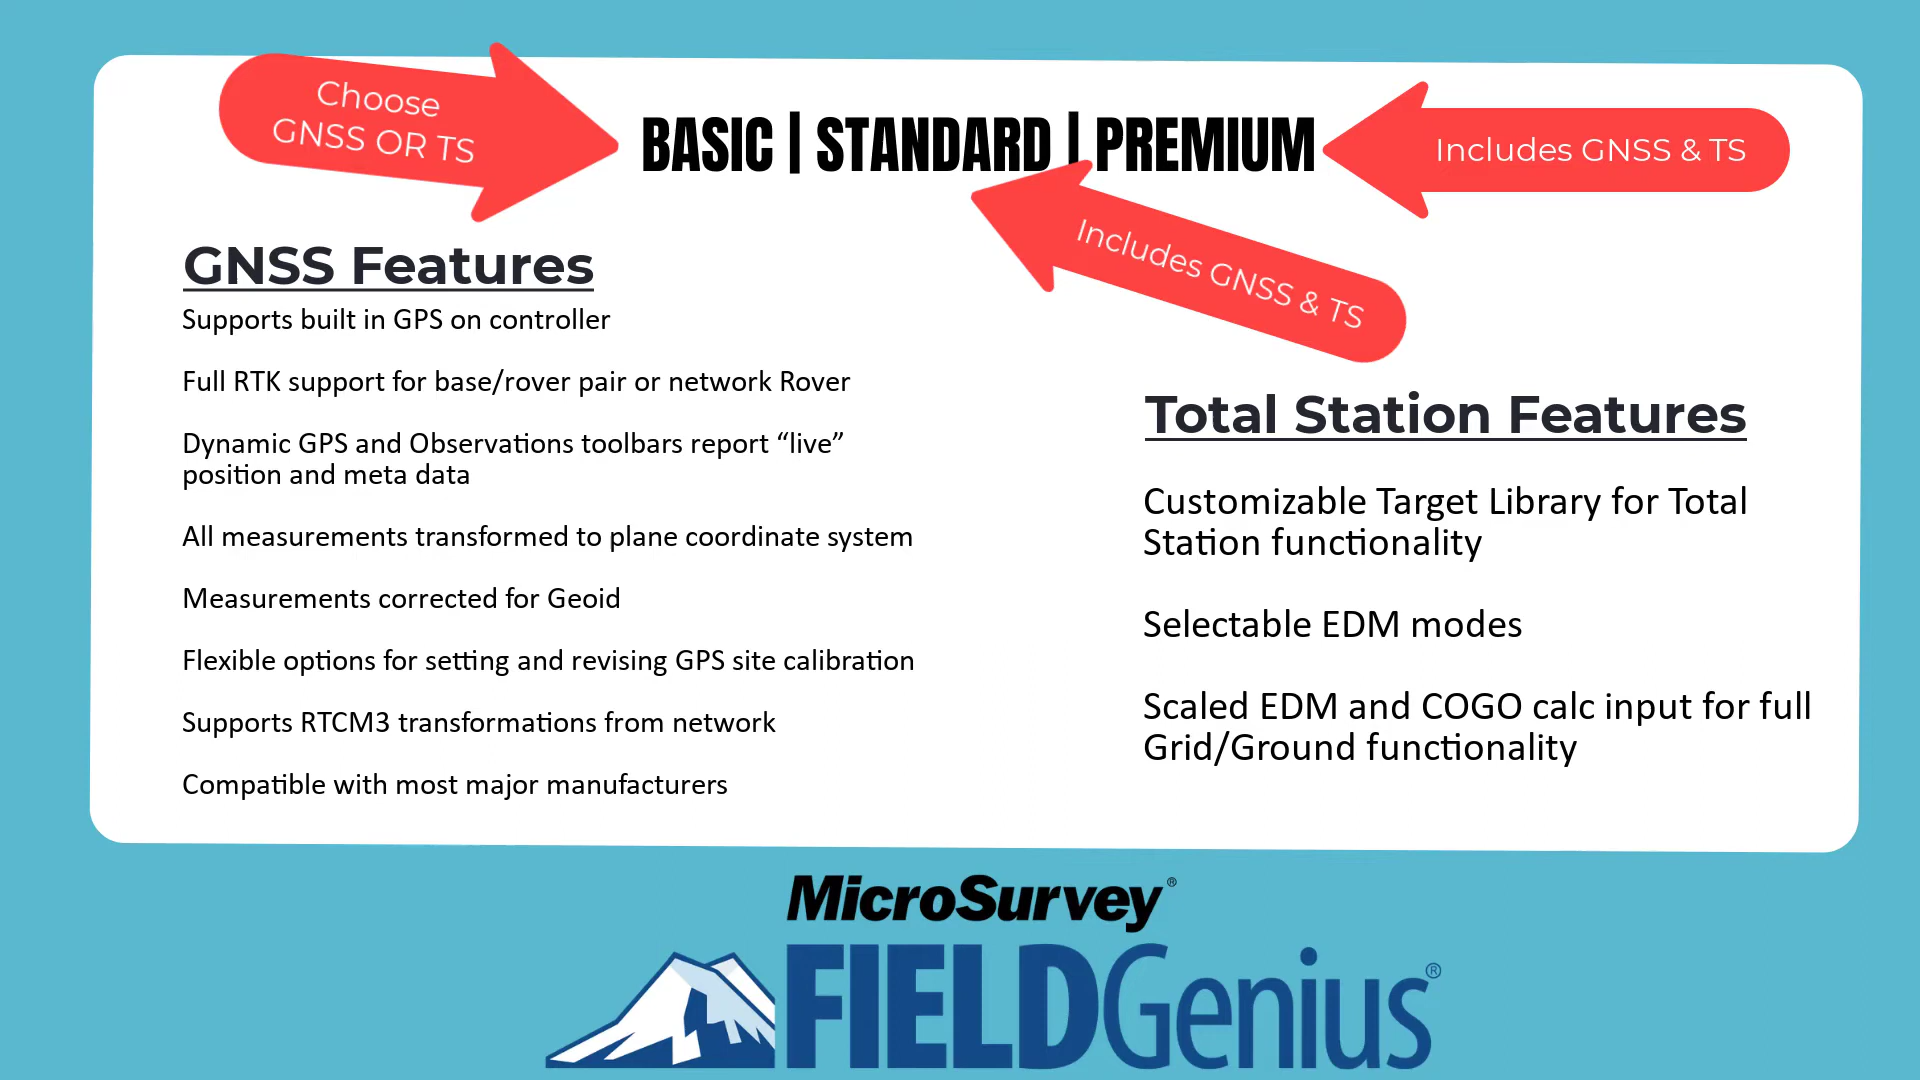 Choose
GNSS OR TS
BASIC | STANDARD | PREMIUM
Includes GNSS & TS
Includes GNSS & TS
GNSS Features
Supports built in GPS on controller
Full RTK support for base/rover pair or network Rover
Dynamic GPS and Observations toolbars report “live”
position and meta data
All measurements transformed to plane coordinate system
Measurements corrected for Geoid
Flexible options for setting and revising GPS site calibration
Supports RTCM3 transformations from network
Compatible with most major manufacturers
Total Station Features
Customizable Target Library for Total
Station functionality
Selectable EDM modes
Scaled EDM and COGO calc input for full
Grid/Ground functionality
MicroSurvey®
FIELDGenius®